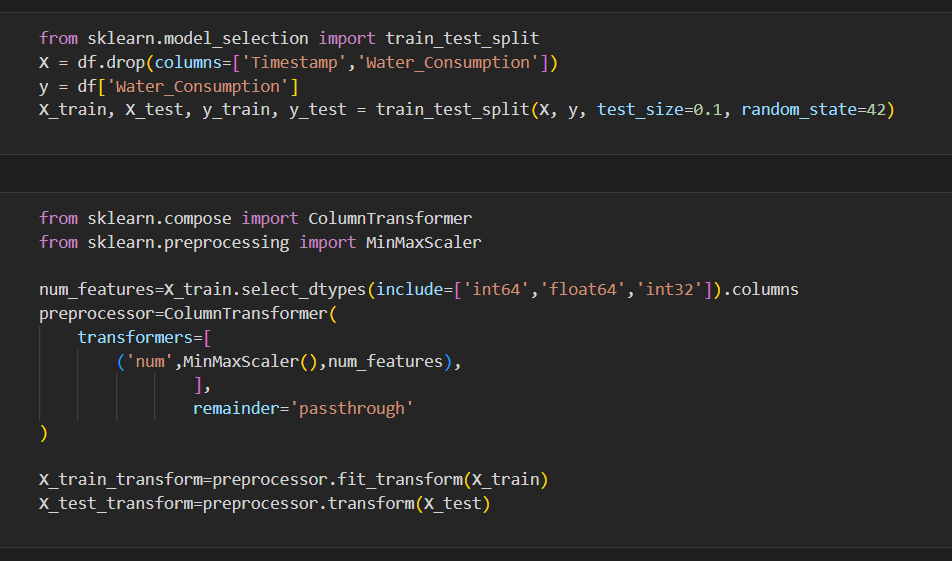 from sklearn.model_selection import train_test_split
X = df.drop(columns=['Timestamp','Water_Consumption'])
y = df['Water_Consumption']
X_train, X_test, y_train, y_test = train_test_split(X, y, test_size=0.1, random_state=42)
from sklearn.compose import ColumnTransformer
from sklearn.preprocessing import MinMaxScaler
num_features=X_train.select_dtypes(include=['int64','float64','int32']).columns
preprocessor=ColumnTransformer(
    transformers=[
        ('num',MinMaxScaler(),num_features),
                ],
                remainder='passthrough'
)
X_train_transform=preprocessor.fit_transform(X_train)
X_test_transform=preprocessor.transform(X_test)